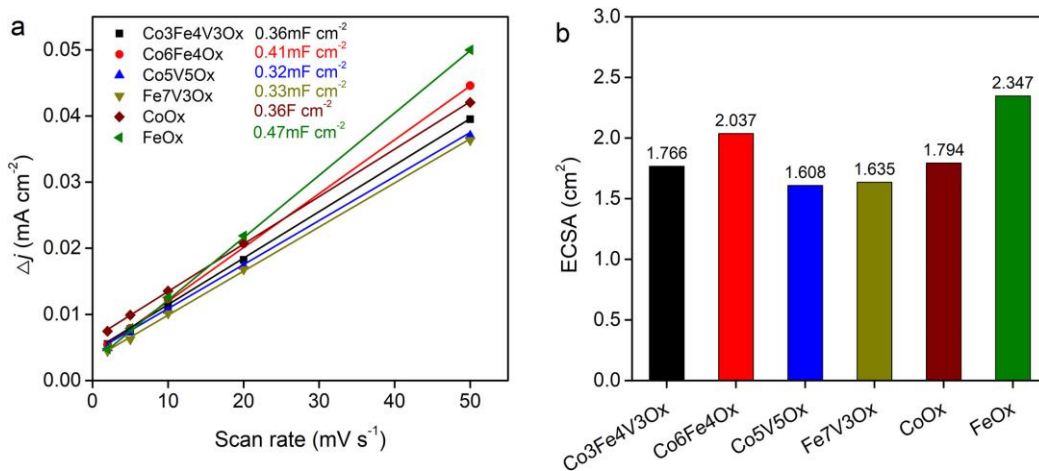 a
Co3Fe4V3Ox 0.36mF cm⁻²
Co6Fe4Ox 0.41mF cm⁻²
Co5V5Ox 0.32mF cm⁻²
Fe7V3Ox 0.33mF cm⁻²
CoOx 0.36F cm⁻²
FeOx 0.47mF cm⁻²
0.05
0.04
0.03
0.02
0.01
0.00
△j (mA cm⁻²)
0 10 20 30 40 50
Scan rate (mV s⁻¹)
b
3.0
2.5
2.0
1.5
1.0
0.5
0.0
ECSA (cm²)
1.766
2.037
1.608
1.635
1.794
2.347
Co3Fe4V3Ox
Co6Fe4Ox
Co5V5Ox
Fe7V3Ox
CoOx
FeOx